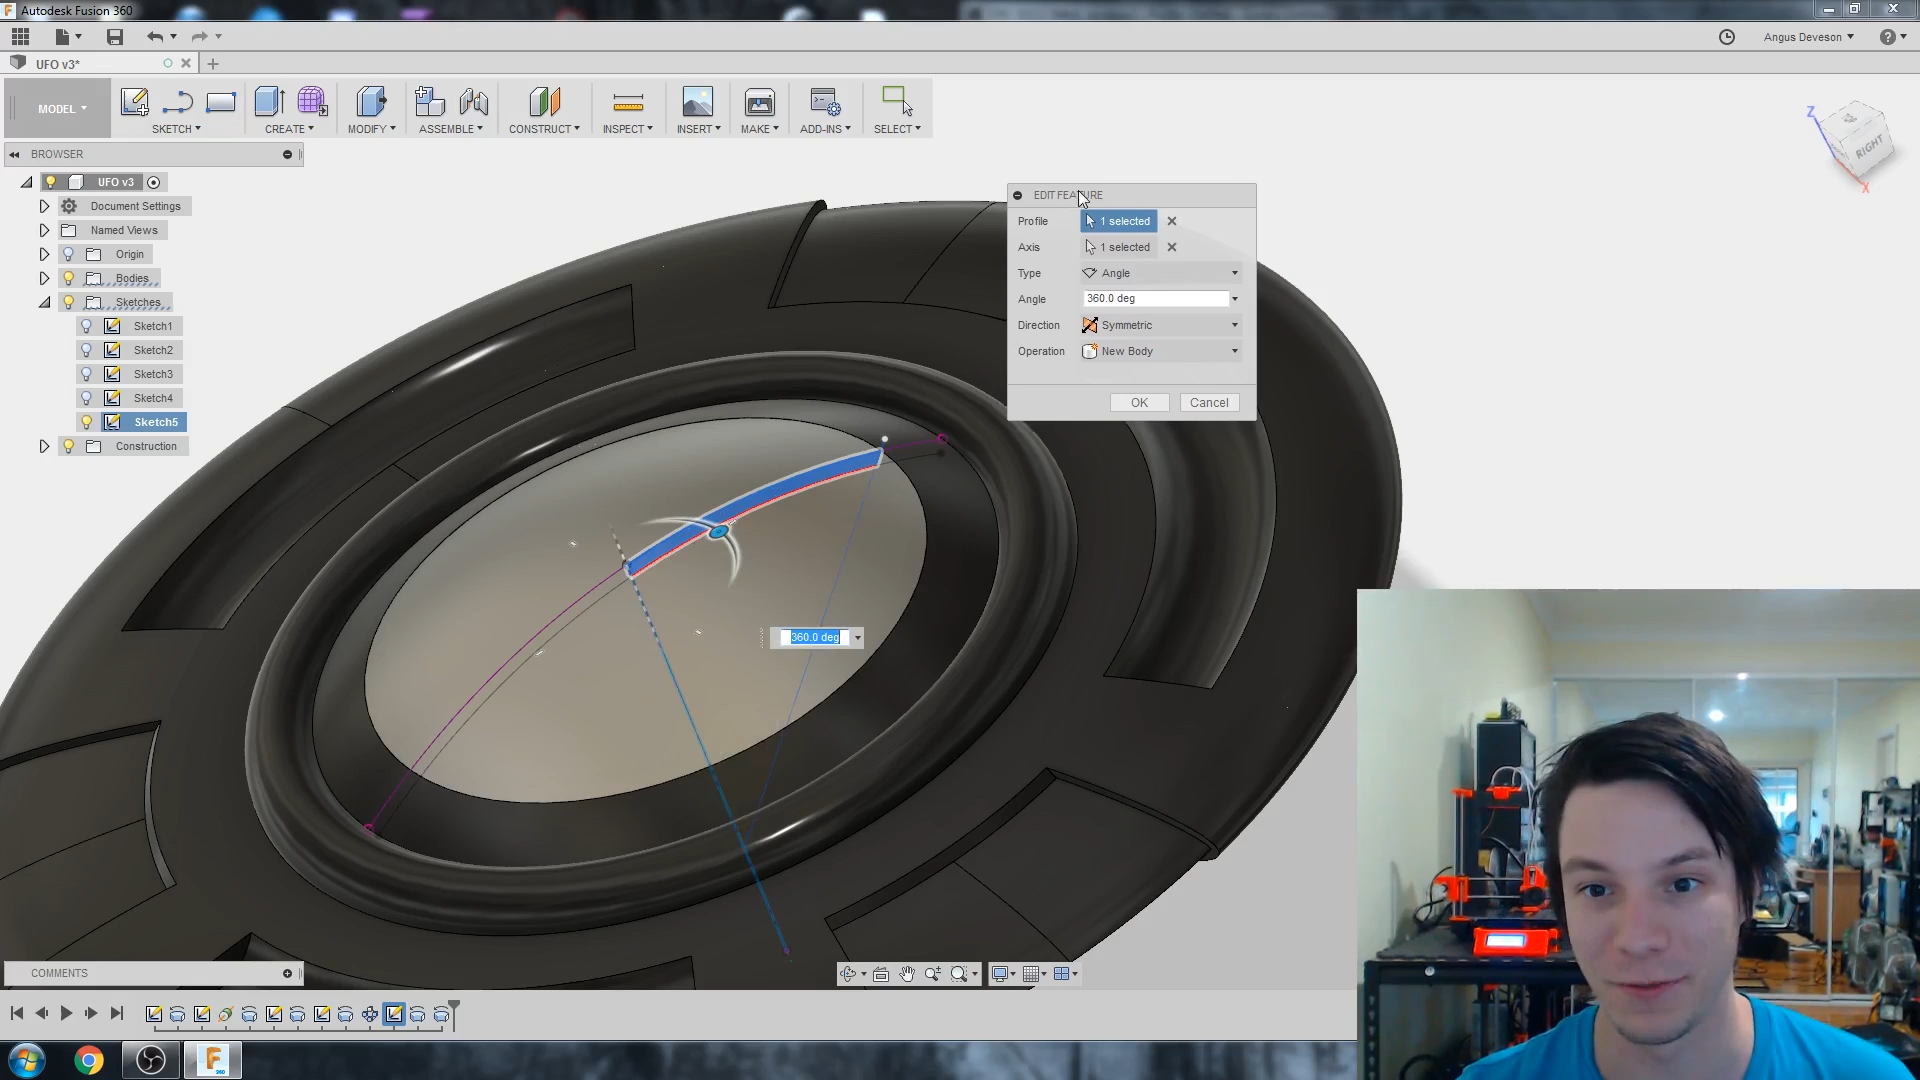 Autodesk Fusion 360
Angus Deveson
UFO v3*
MODEL
SKETCH
CREATE
MODIFY
ASSEMBLE
CONSTRUCT
INSPECT
INSERT
MAKE
ADD-INS
SELECT
BROWSER
UFO v3
Document Settings
Named Views
Origin
Bodies
Sketches
Sketch1
Sketch2
Sketch3
Sketch4
Sketch5
Construction
Z
RIGHT
X
EDIT FEATURE
Profile 1 selected
Axis 1 selected
Type Angle
Angle 360.0 deg
Direction Symmetric
Operation New Body
OK Cancel
360.0 deg
COMMENTS
F
360